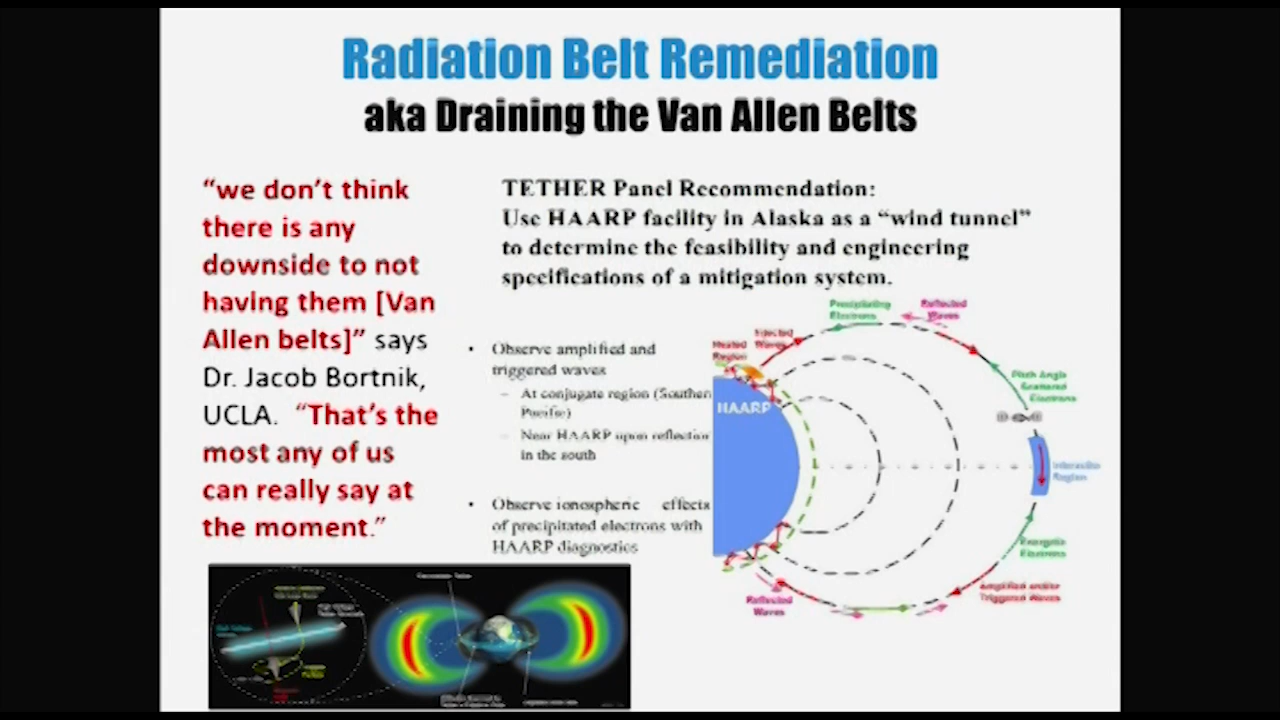 Radiation Belt Remediation
aka Draining the Van Allen Belts
“we don’t think
there is any
downside to not
having them [Van
Allen belts]” says
Dr. Jacob Bortnik,
UCLA. “That’s the
most any of us
can really say at
the moment.”
TETHER Panel Recommendation:
Use HAARP facility in Alaska as a “wind tunnel”
to determine the feasibility and engineering
specifications of a mitigation system.
• Observe amplified and
triggered waves
– At conjugate region (Southern
Pacific)
– Near HAARP upon reflection
in the south
• Observe ionospheric effects
of precipitated electrons with
HAARP diagnostics
Precipitating
Electrons
Reflected
Waves
Injected
Waves
Heated
Region
HAARP
Pitch Angle
Scattered
Electrons
Region
Energetic
Electrons
Amplified and/or
Triggered Waves
Reflected
Waves